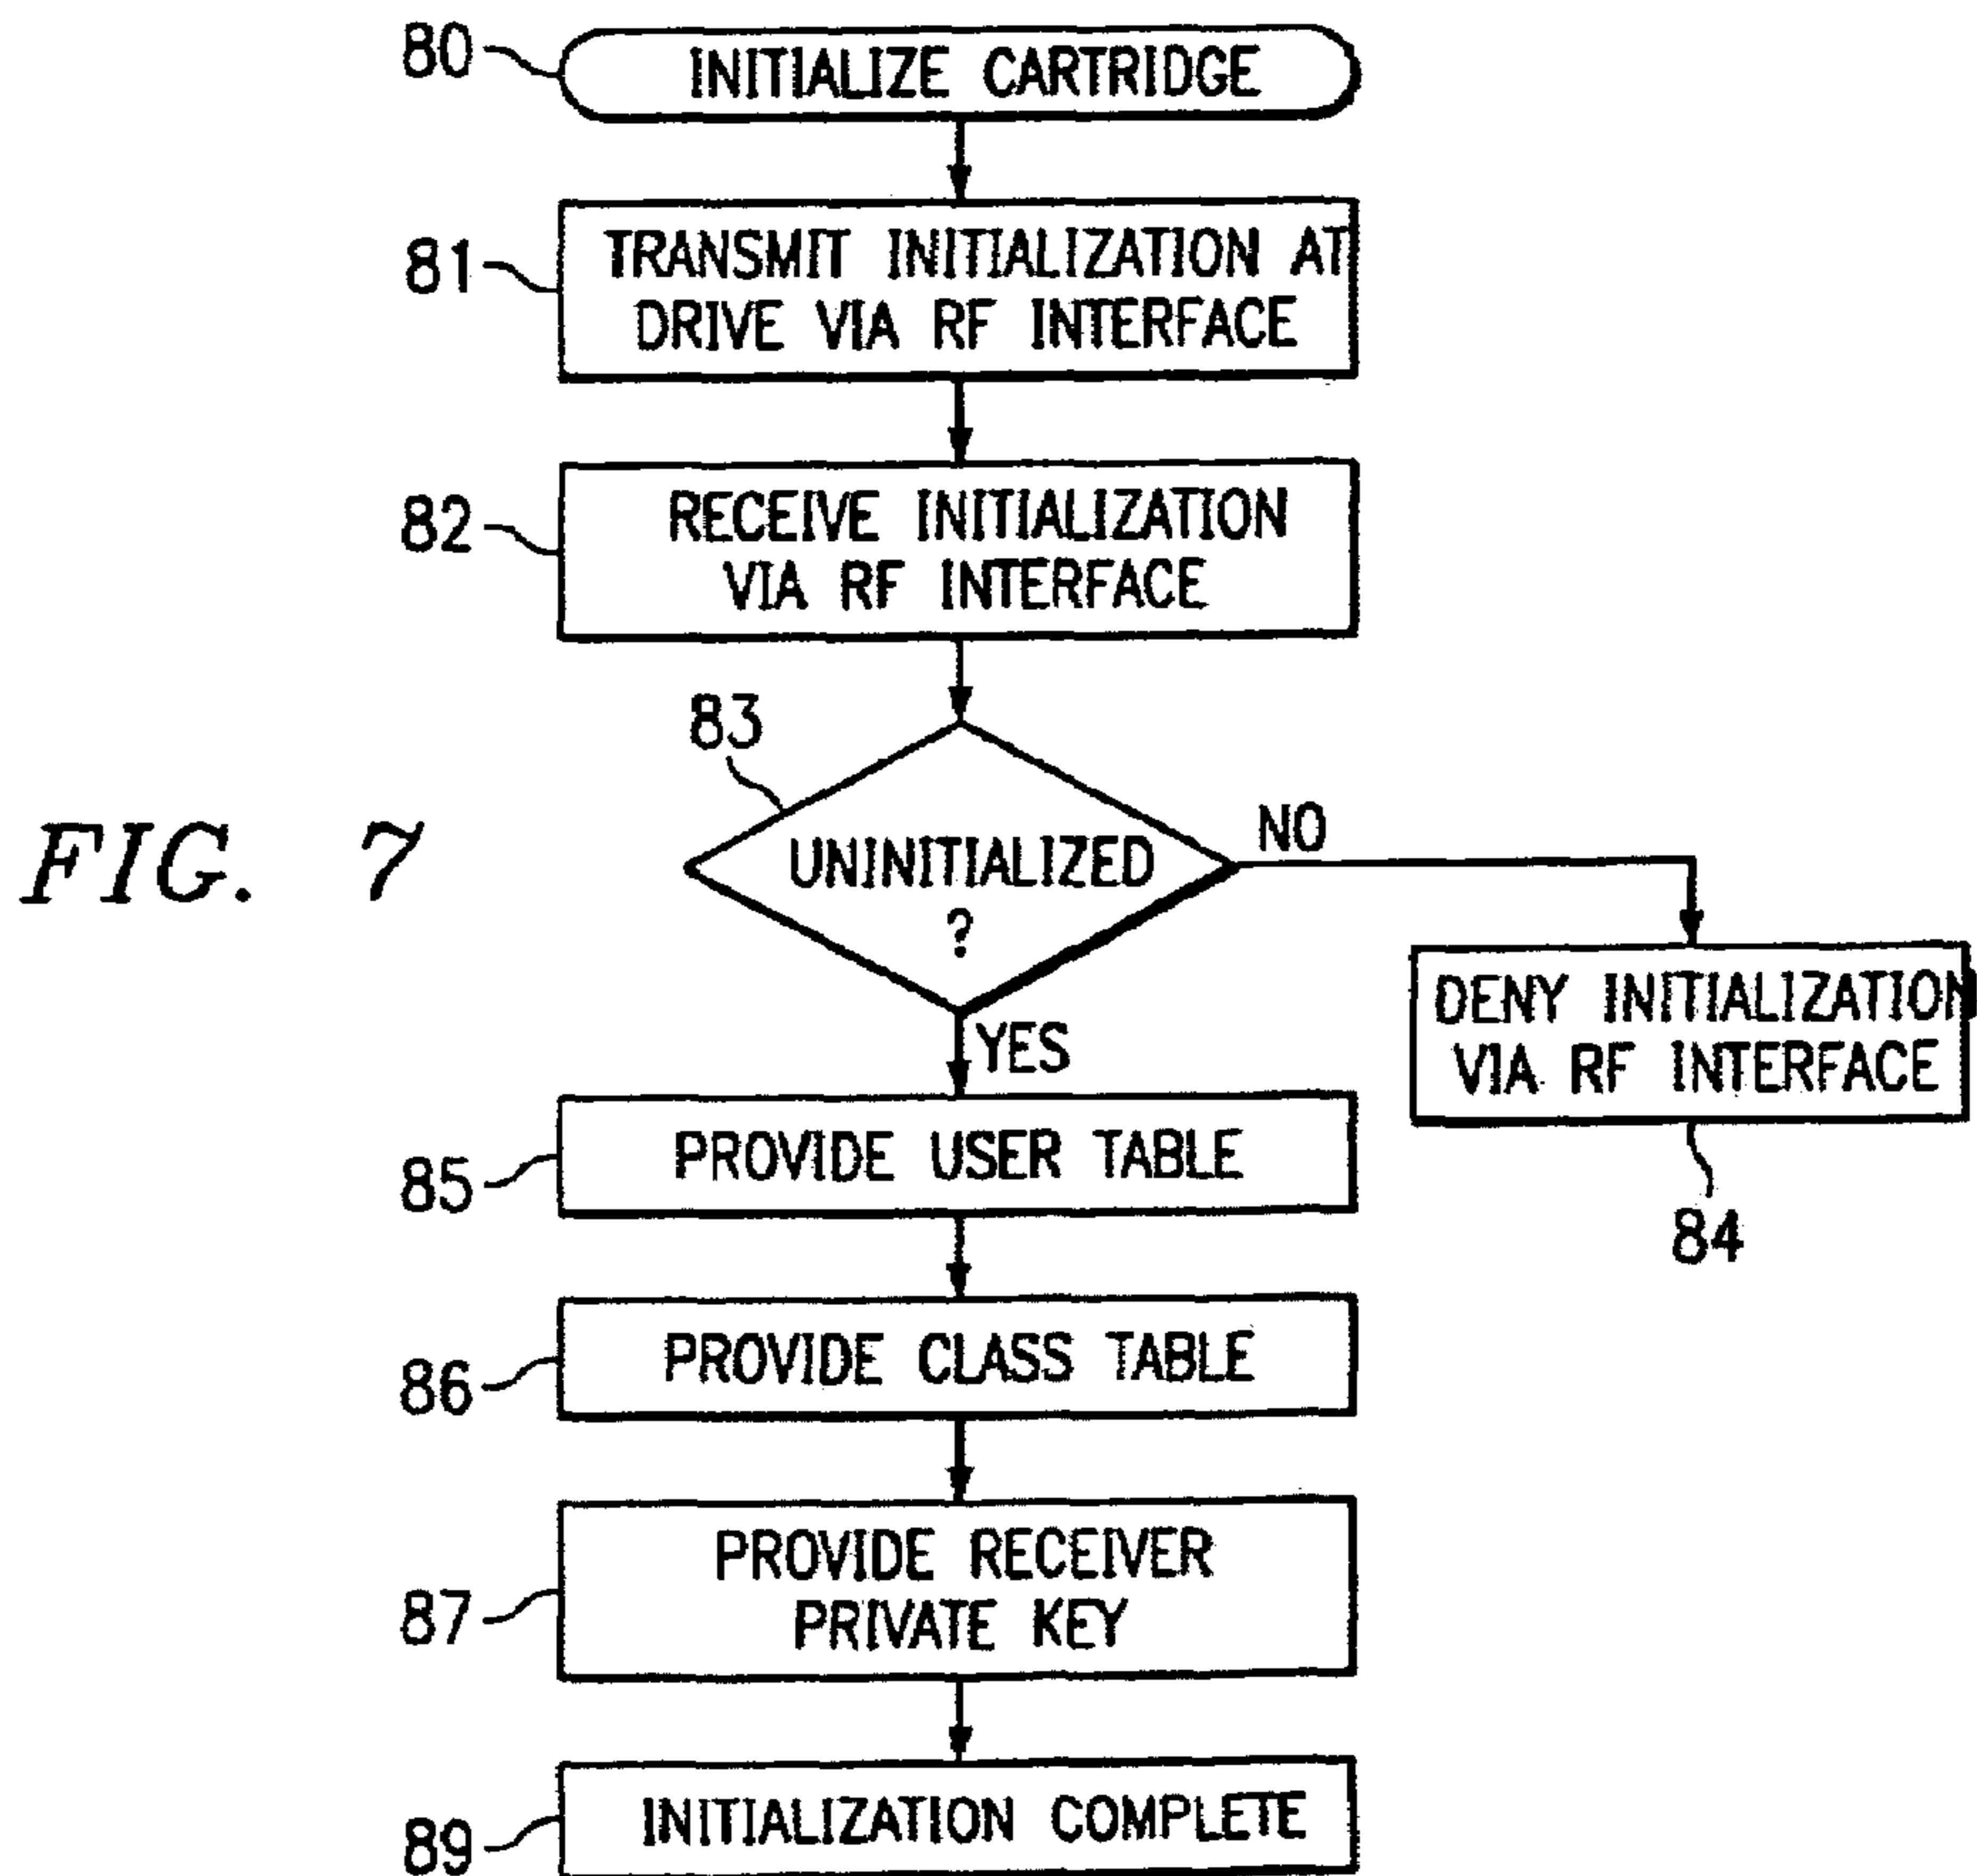 80
INITIALIZE CARTRIDGE
81
TRANSMIT INITIALIZATION AT
DRIVE VIA RF INTERFACE
82
RECEIVE INITIALIZATION
VIA RF INTERFACE
83
FIG. 7
UNINITIALIZED
?
NO
YES
DENY INITIALIZATION
VIA RF INTERFACE
84
85
PROVIDE USER TABLE
86
PROVIDE CLASS TABLE
87
PROVIDE RECEIVER
PRIVATE KEY
89
INITIALIZATION COMPLETE